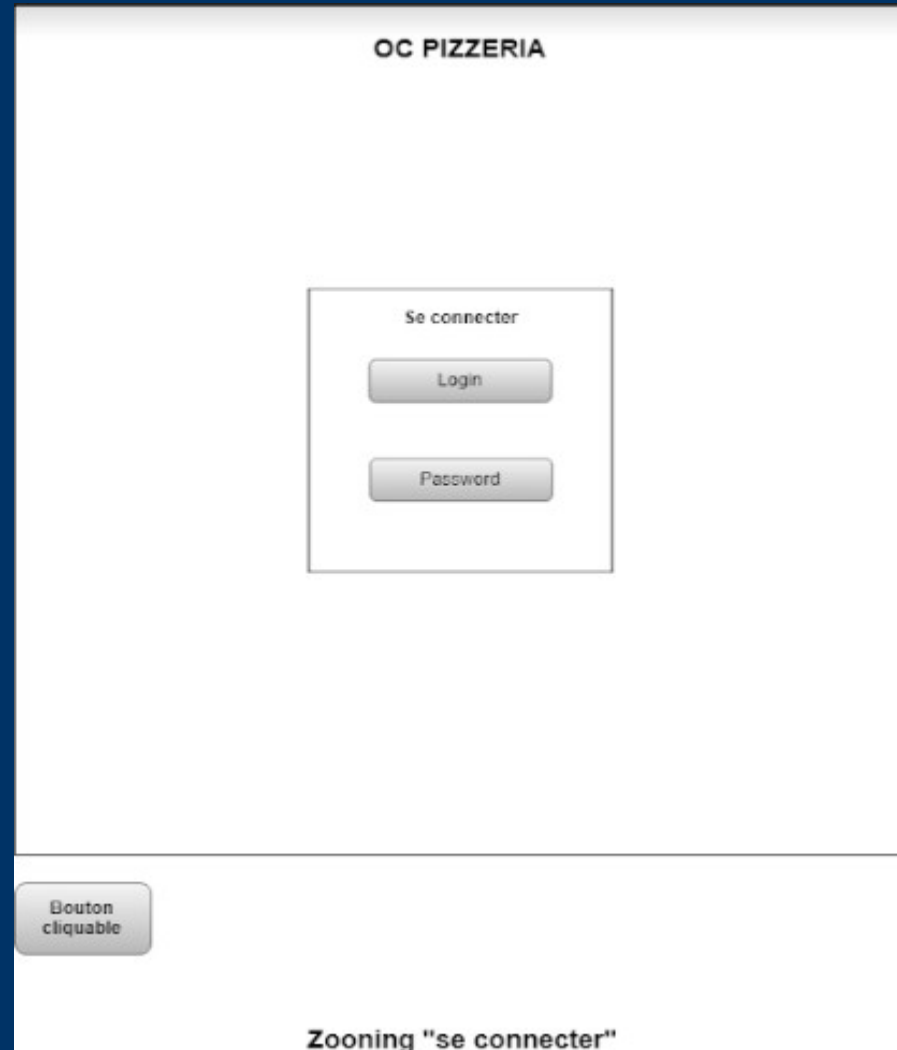 OC PIZZERIA
Se connecter
Login
Password
Bouton
cliquable
Zooning "se connecter"